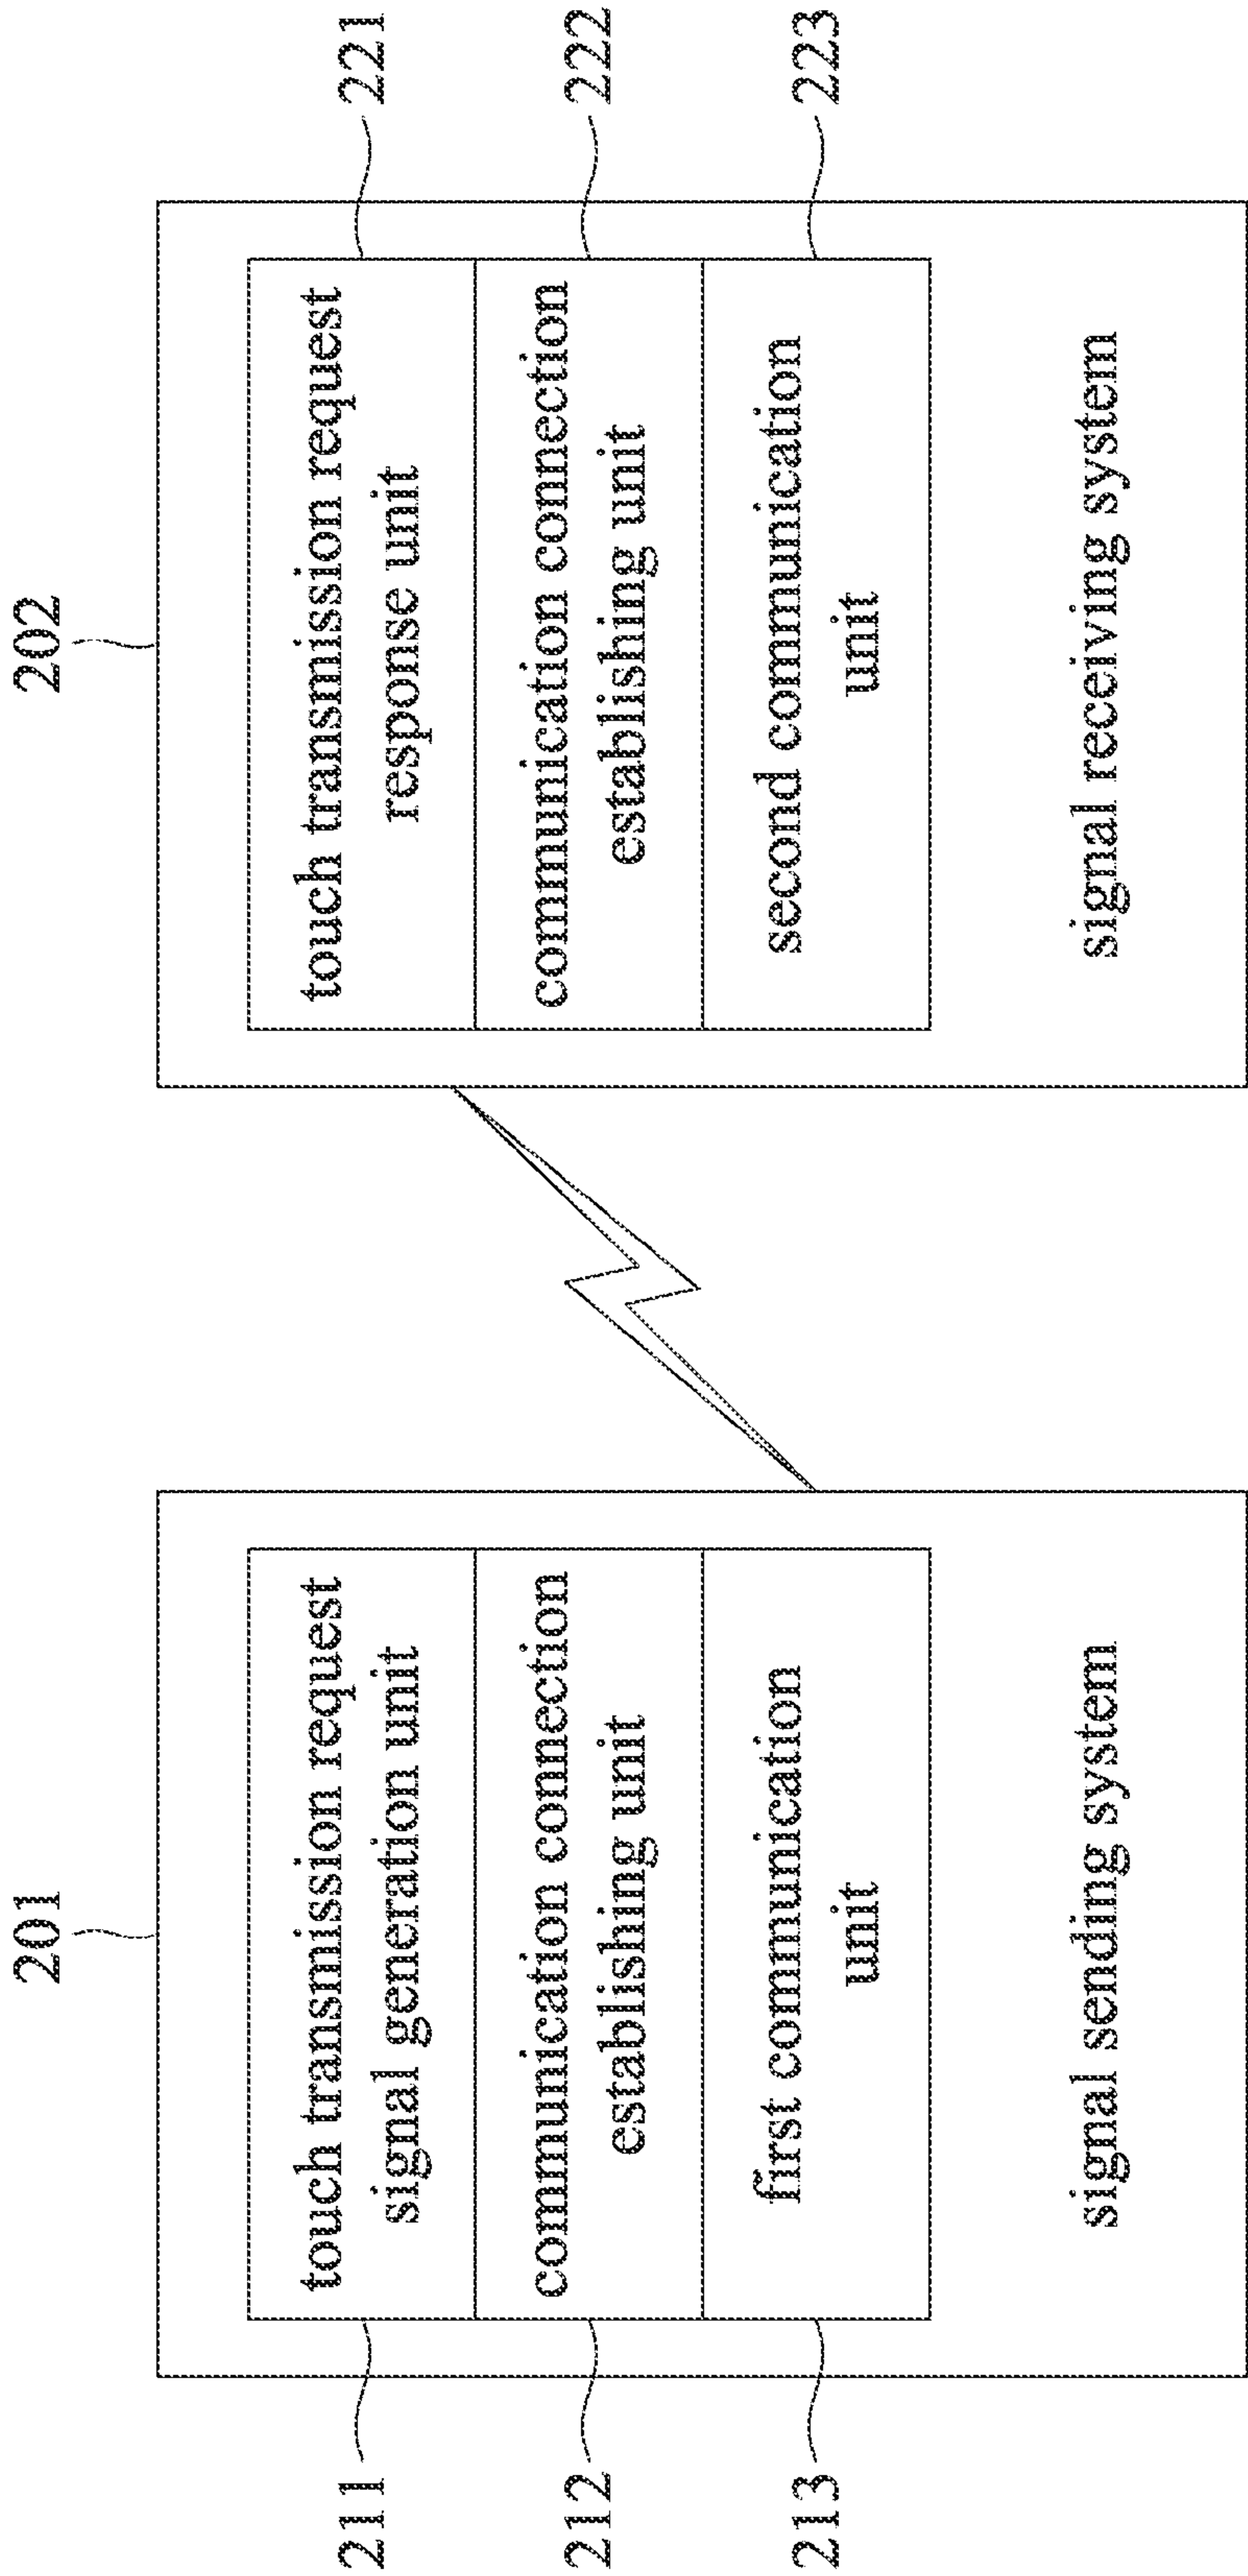 201
211
touch transmission request
signal generation unit
212
communication connection
establishing unit
213
first communication
unit
signal sending system
202
touch transmission request
response unit
221
communication connection
establishing unit
222
second communication
unit
223
signal receiving system